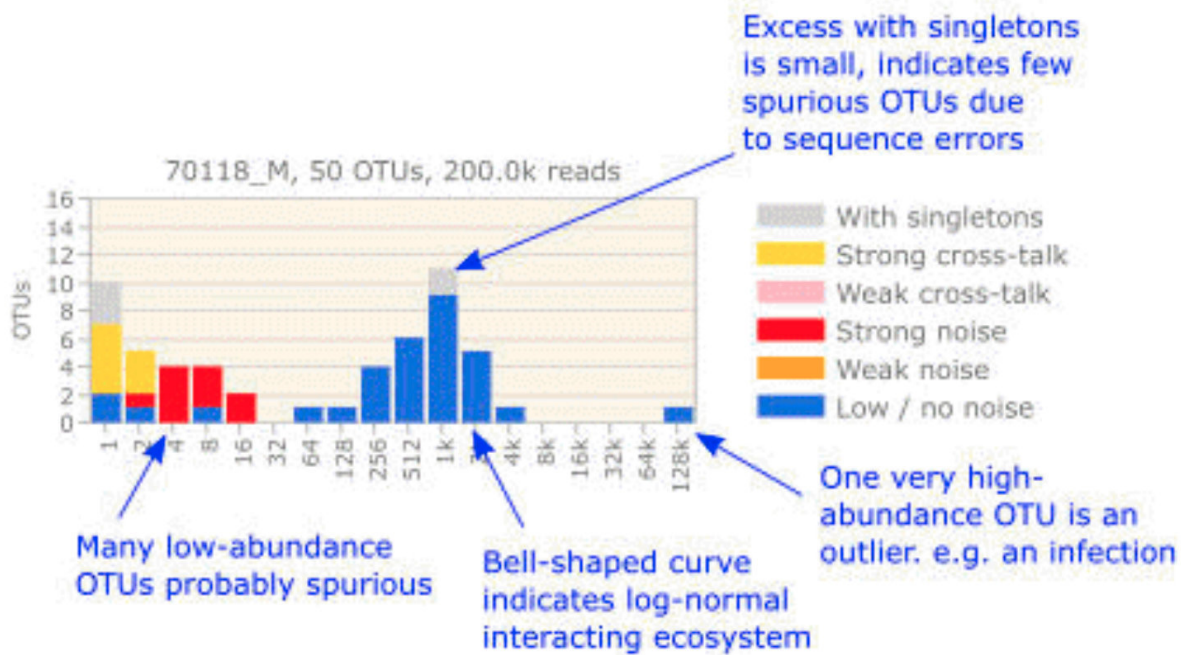 Excess with singletons
is small, indicates few
spurious OTUs due
to sequence errors
70118_M, 50 OTUs, 200.0k reads
OTUs
16
14
12
10
8
6
4
2
0
1
2
4
8
16
32
64
128
256
512
1k
4k
8k
16k
32k
64k
128k
With singletons
Strong cross-talk
Weak cross-talk
Strong noise
Weak noise
Low / no noise
Many low-abundance
OTUs probably spurious
Bell-shaped curve
indicates log-normal
interacting ecosystem
One very high-
abundance OTU is an
outlier. e.g. an infection